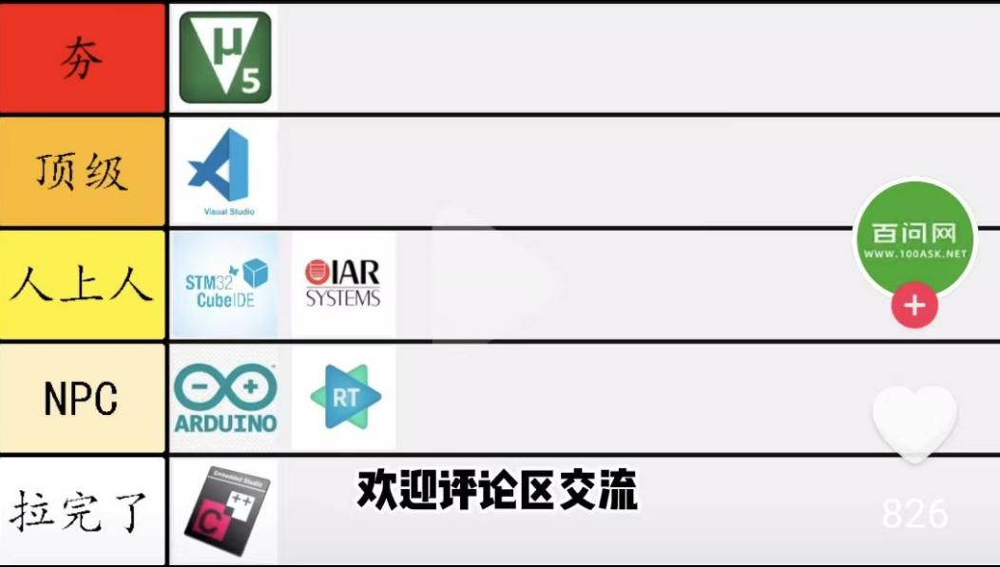 夯
µ
5
顶级
Visual Studio
人上人
STM32
CubeIDE
IAR
SYSTEMS
百问网
WWW.100ASK.NET
NPC
ARDUINO
RT
拉完了
Embedded Studio
C
++
欢迎评论区交流
826